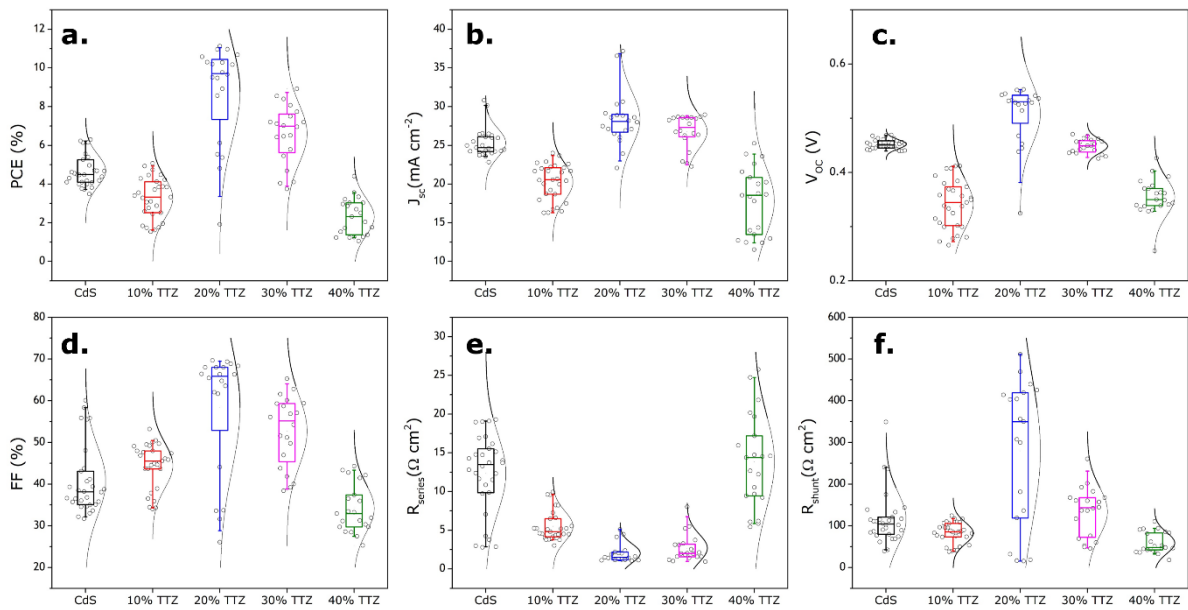 a.
PCE (%)
12
10
8
6
4
2
0
CdS 10% TTZ 20% TTZ 30% TTZ 40% TTZ
b.
J_sc(mA cm⁻²)
40
35
30
25
20
15
10
CdS 10% TTZ 20% TTZ 30% TTZ 40% TTZ
c.
V_OC (V)
0.6
0.4
0.2
CdS 10% TTZ 20% TTZ 30% TTZ 40% TTZ
d.
FF (%)
80
70
60
50
40
30
20
CdS 10% TTZ 20% TTZ 30% TTZ 40% TTZ
e.
R_series(Ω cm²)
30
25
20
15
10
5
0
CdS 10% TTZ 20% TTZ 30% TTZ 40% TTZ
f.
R_shunt(Ω cm²)
600
500
400
300
200
100
0
CdS 10% TTZ 20% TTZ 30% TTZ 40% TTZ